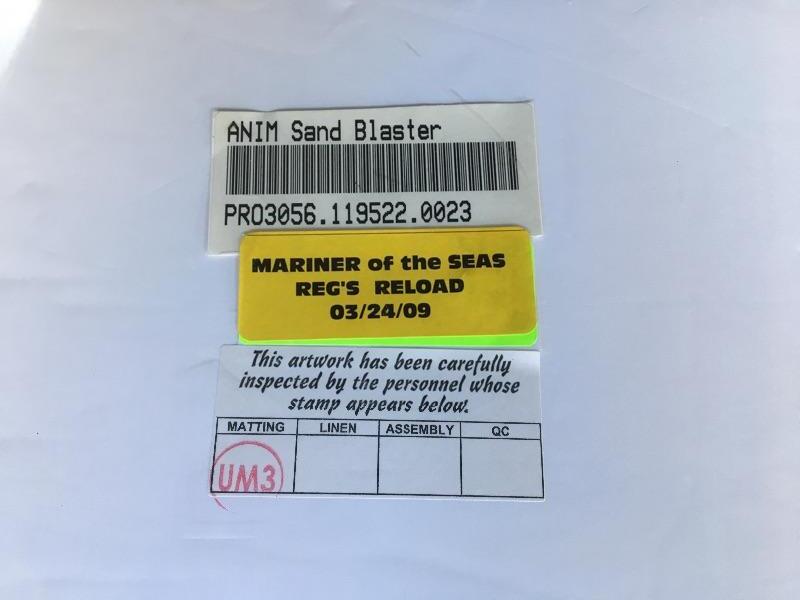 ANIM Sand Blaster
PRO3056.119522.0023
MARINER of the SEAS
REG'S RELOAD
03/24/09
This artwork has been carefully
inspected by the personnel whose
stamp appears below.
MATTING LINEN ASSEMBLY QC
UM3